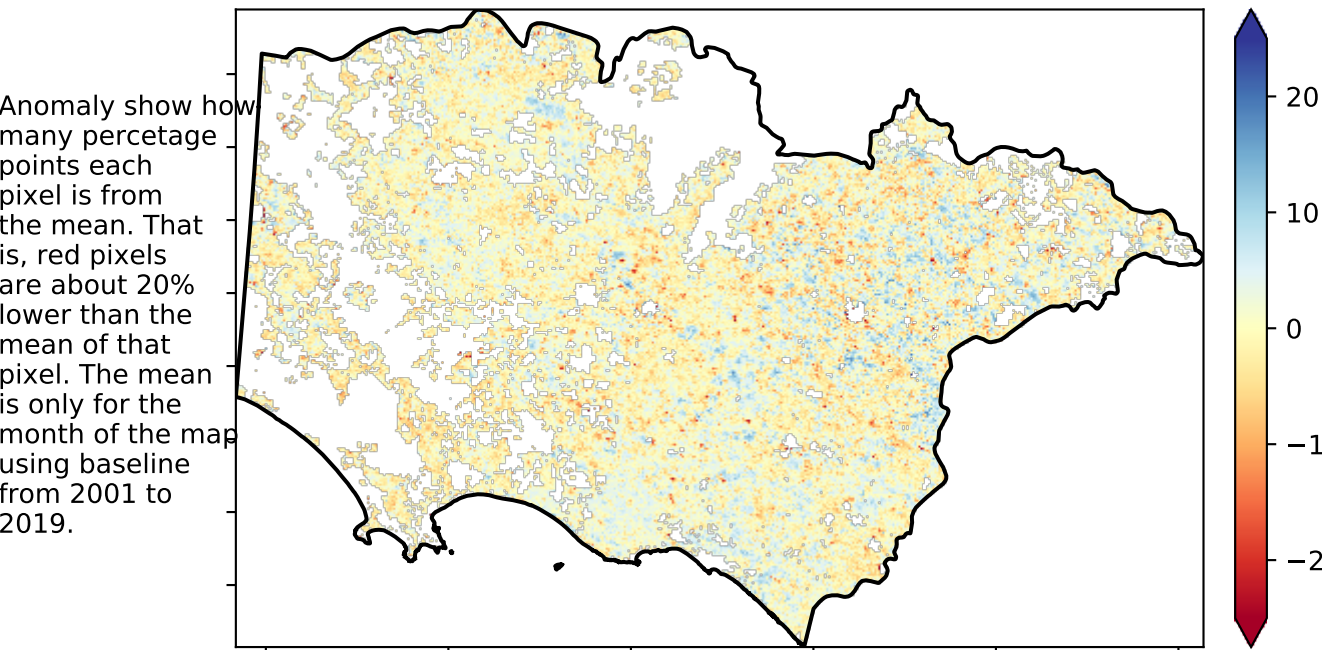 Anomaly show how
many percetage
points each
pixel is from
the mean. That
is, red pixels
are about 20%
lower than the
mean of that
pixel. The mean
is only for the
month of the map
using baseline
from 2001 to
2019.
20
10
0
−1
−2